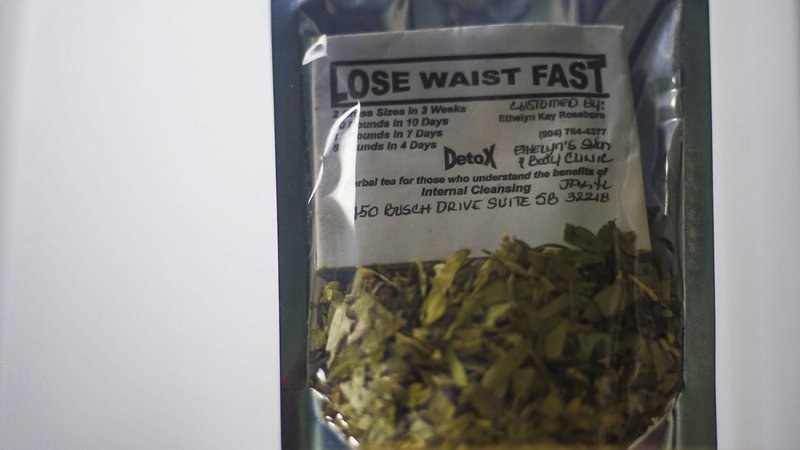 LOSE WAIST FAST
Sizes in 3 Weeks
Pounds in 10 Days
Pounds in 7 Days
Pounds in 4 Days
CUSTOMED BY:
Ethelyn Kay Roseboro
(904) 764-4377
DetoX
ETHELYN'S SKIN
& BODY CLINIC
Herbal tea for those who understand the benefits of
Internal Cleansing
JAX, FL
BUSCH DRIVE SUITE 5B 32218